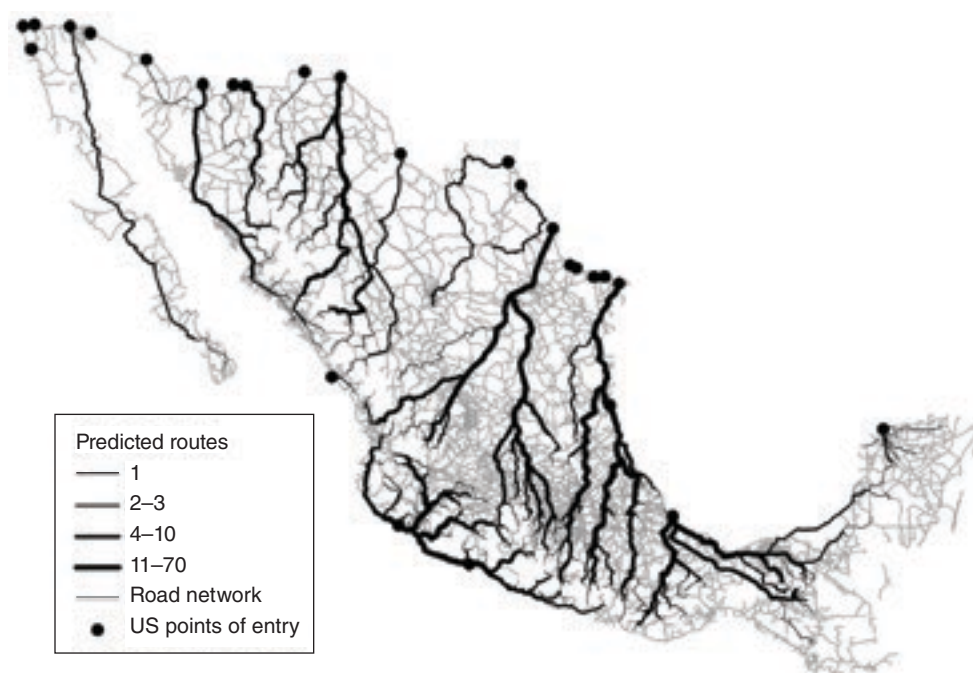 Predicted routes
1
2–3
4–10
11–70
Road network
US points of entry